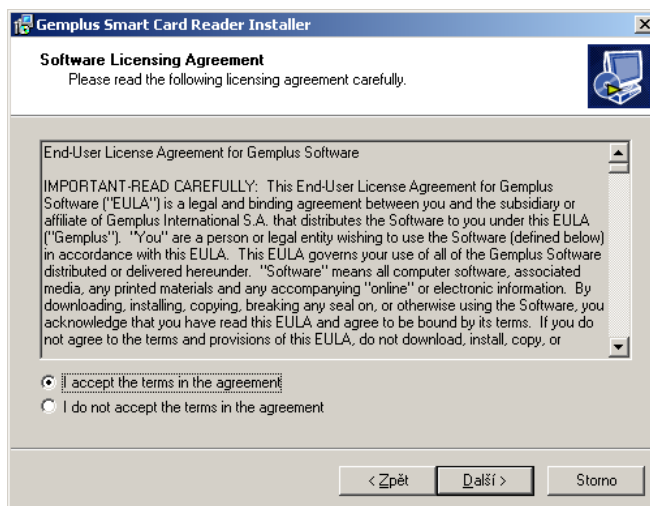 Gemplus Smart Card Reader Installer
Software Licensing Agreement
Please read the following licensing agreement carefully.
End-User License Agreement for Gemplus Software
IMPORTANT-READ CAREFULLY:  This End-User License Agreement for Gemplus
Software ("EULA") is a legal and binding agreement between you and the subsidiary or
affiliate of Gemplus International S.A. that distributes the Software to you under this EULA
("Gemplus").  "You" are a person or legal entity wishing to use the Software (defined below)
in accordance with this EULA.  This EULA governs your use of all of the Gemplus Software
distributed or delivered hereunder.  "Software" means all computer software, associated
media, any printed materials and any accompanying "online" or electronic information.  By
downloading, installing, copying, breaking any seal on, or otherwise using the Software, you
acknowledge that you have read this EULA and agree to be bound by its terms.  If you do
not agree to the terms and provisions of this EULA, do not download, install, copy, or
I accept the terms in the agreement
I do not accept the terms in the agreement
< Zpět
Další >
Storno